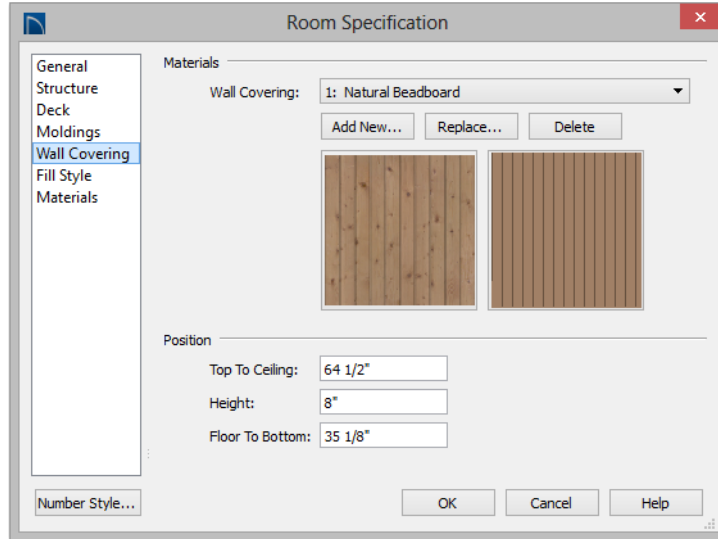 Room Specification
General
Structure
Deck
Moldings
Wall Covering
Fill Style
Materials
Materials
Wall Covering: 1: Natural Beadboard
Add New... Replace... Delete
Position
Top To Ceiling: 64 1/2"
Height: 8"
Floor To Bottom: 35 1/8"
Number Style... OK Cancel Help